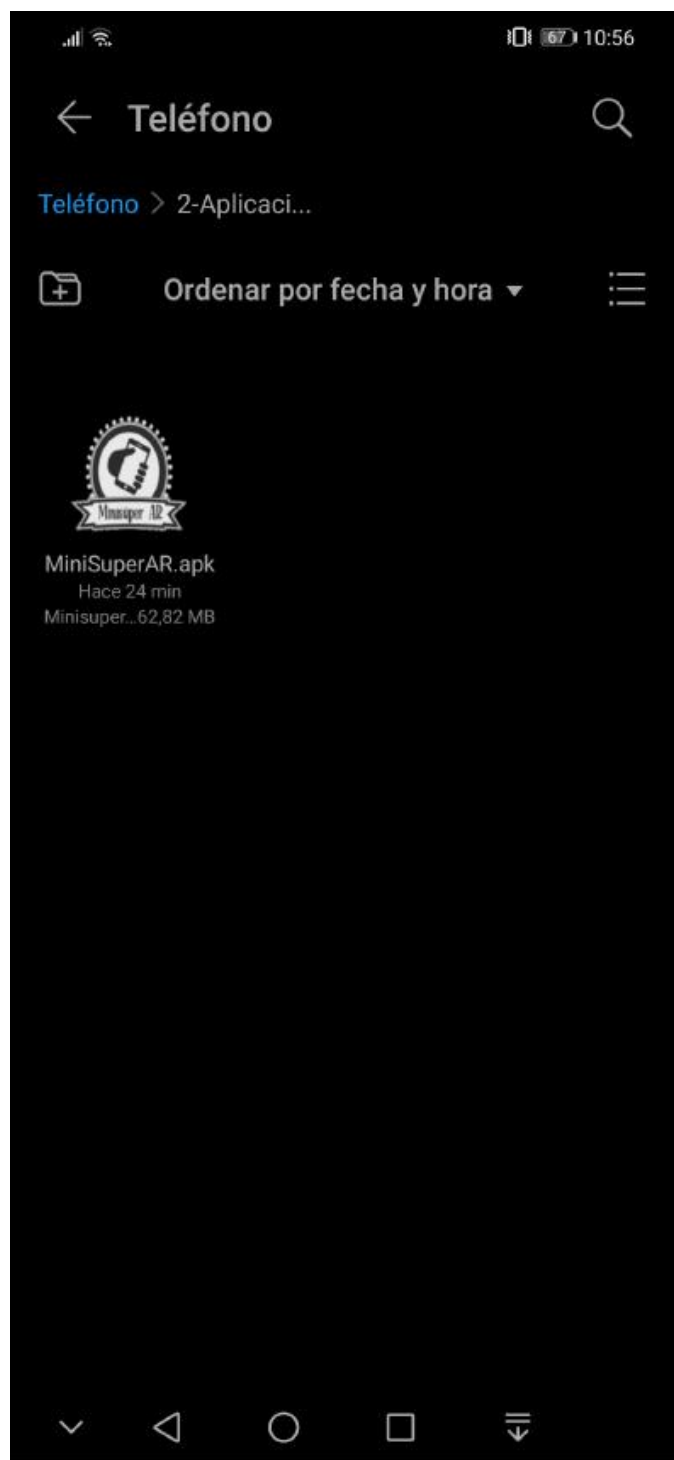 67 10:56
Teléfono
Teléfono > 2-Aplicaci...
Ordenar por fecha y hora
Minisuper AR
MiniSuperAR.apk
Hace 24 min
Minisuper...62,82 MB